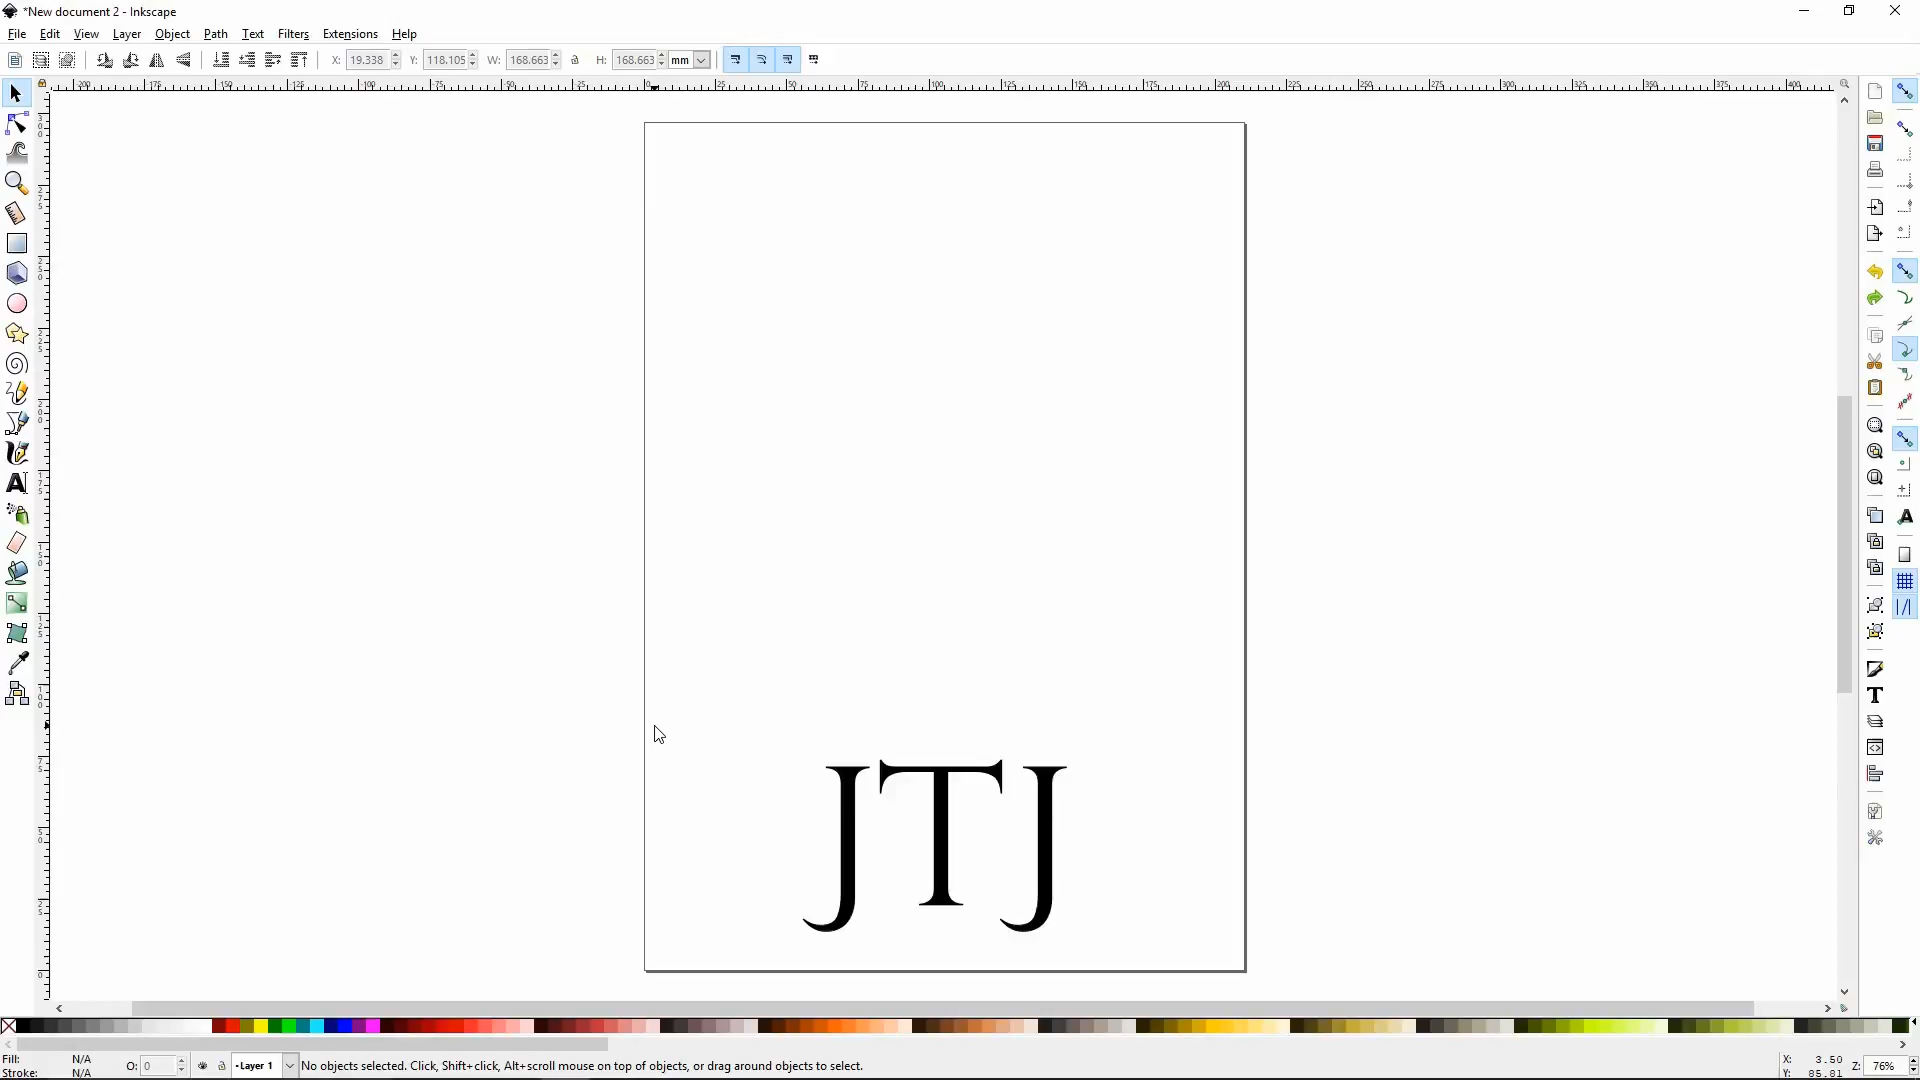 *New document 2 - Inkscape
File Edit View Layer Object Path Text Filters Extensions Help
X: 19.338 Y: 118.105 W: 168.663 H: 168.663 mm
JTJ
Fill: N/A
Stroke: N/A
O: 0
-Layer 1
No objects selected. Click, Shift+click, Alt+scroll mouse on top of objects, or drag around objects to select.
X: 3.50
Y: 85.81
Z: 76%